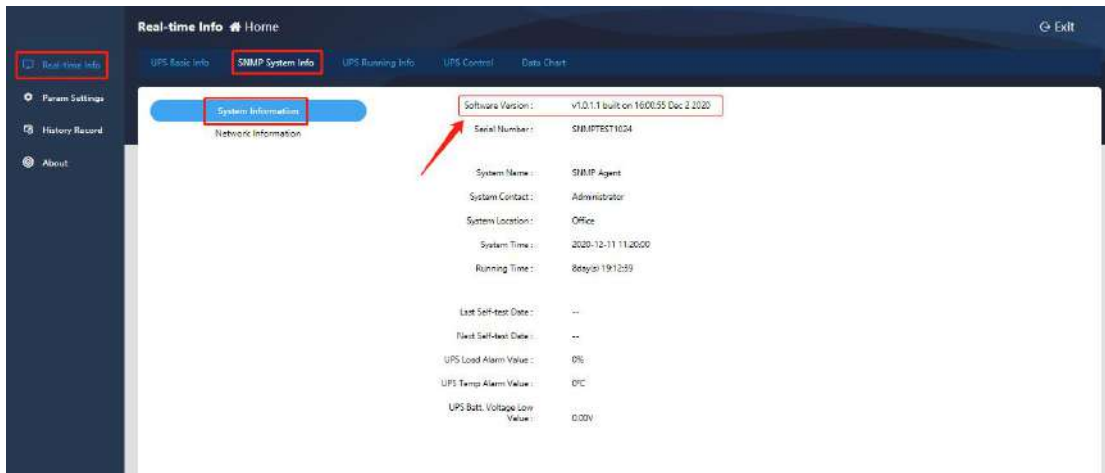 Real-time Info Home
Exit
Real-time Info
Param Settings
History Record
About
UPS Basic Info
SNMP System Info
UPS Running Info
UPS Control
Data Chart
System Information
Network Information
Software Version : v1.0.1.1 built on 16:00:55 Dec 2 2020
Serial Number : SNMPTEST1024
System Name : SNMP Agent
System Contact : Administrator
System Location : Office
System Time : 2020-12-11 11:20:00
Running Time : 8day(s) 19:12:39
Last Self-test Date : --
Next Self-test Date : --
UPS Load Alarm Value : 0%
UPS Temp Alarm Value : 0°C
UPS Batt. Voltage Low
Value : 0.00V